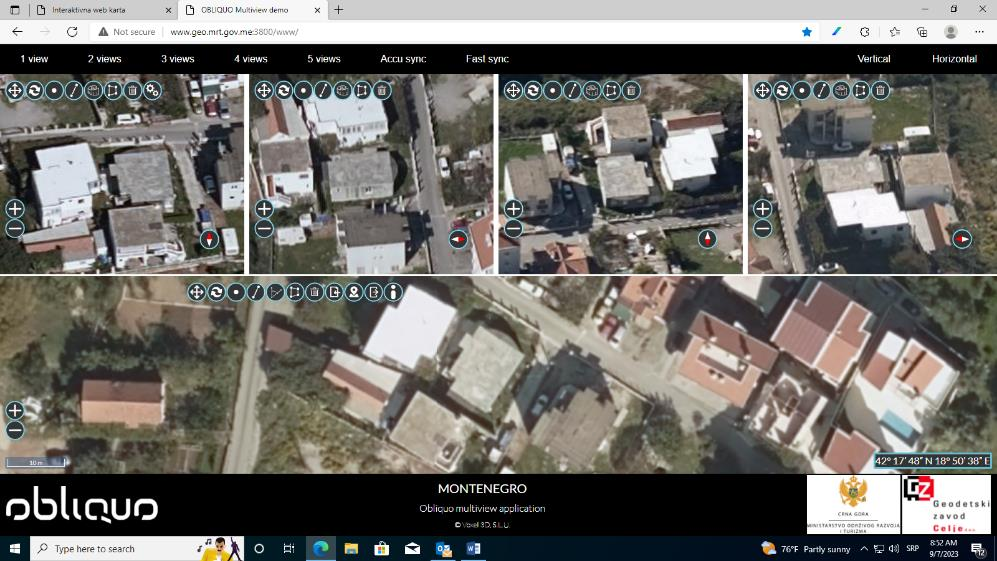 Interaktivna web karta
OBLIQUO Multiview demo
Not secure
www.geo.mrt.gov.me:3800/www/
1 view
2 views
3 views
4 views
5 views
Accu sync
Fast sync
Vertical
Horizontal
10 m
42° 17' 48" N 18° 50' 38" E
obliquo
MONTENEGRO
Obliquo multiview application
© Voxel 3D, S.L.U.
CRNA GORA
MINISTARSTVO ODRŽIVOG RAZVOJA
I TURIZMA
GZ
Geodetski
zavod
Celje d.o.o.
Type here to search
76°F Partly sunny
SRP
8:52 AM
9/7/2023
12